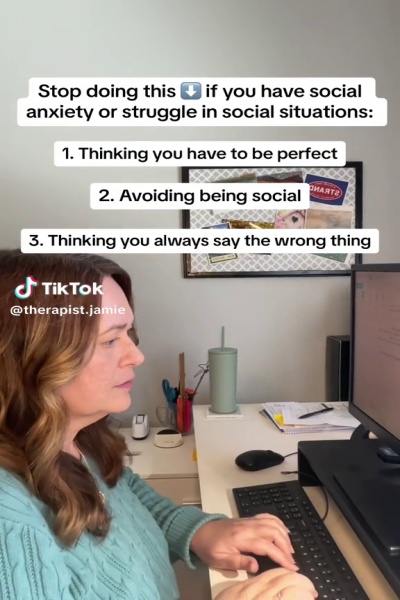 Stop doing this ⬇️ if you have social
anxiety or struggle in social situations:
1. Thinking you have to be perfect
2. Avoiding being social
STRAND
3. Thinking you always say the wrong thing
TikTok
@therapist.jamie